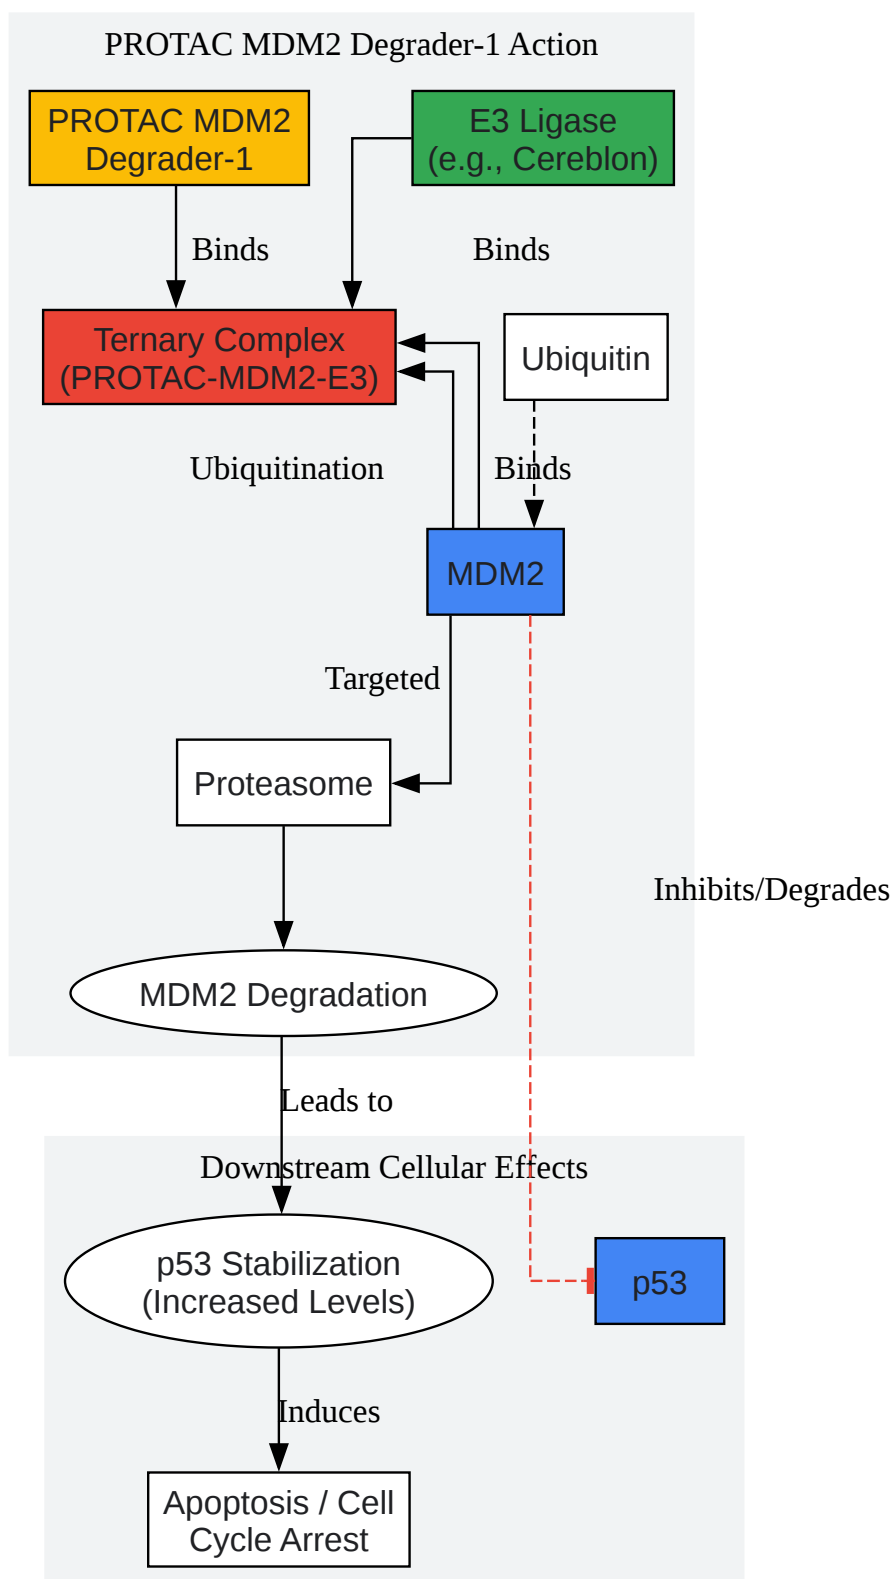 PROTAC MDM2 Degrader-1 Action
PROTAC MDM2
Degrader-1
E3 Ligase
(e.g., Cereblon)
Binds
Binds
Ternary Complex
(PROTAC-MDM2-E3)
Ubiquitin
Ubiquitination
Binds
MDM2
Targeted
Proteasome
Inhibits/Degrades
MDM2 Degradation
Leads to
Downstream Cellular Effects
p53 Stabilization
(Increased Levels)
p53
Induces
Apoptosis / Cell
Cycle Arrest